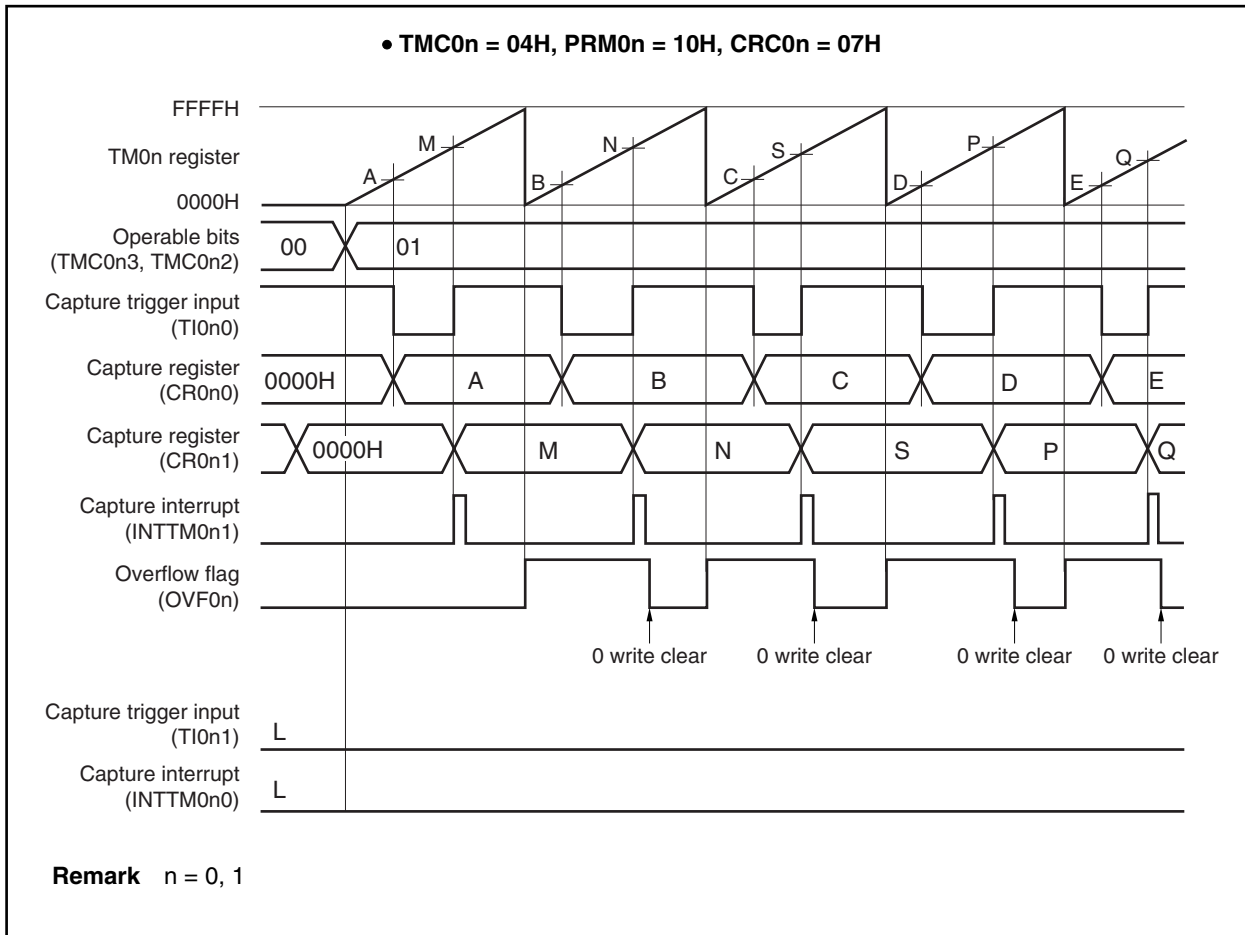 • TMC0n = 04H, PRM0n = 10H, CRC0n = 07H
FFFFH
M
N
S
P
Q
TM0n register
A
B
C
D
E
0000H
Operable bits
(TMC0n3, TMC0n2)
00
01
Capture trigger input
(TI0n0)
Capture register
(CR0n0)
0000H
A
B
C
D
E
Capture register
(CR0n1)
0000H
M
N
S
P
Q
Capture interrupt
(INTTM0n1)
Overflow flag
(OVF0n)
0 write clear
0 write clear
0 write clear
0 write clear
Capture trigger input
(TI0n1)
L
Capture interrupt
(INTTM0n0)
L
Remark n = 0, 1